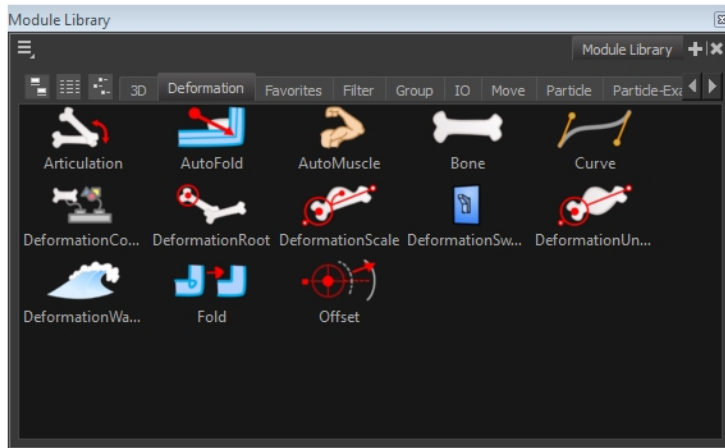 Module Library
Module Library
3D Deformation Favorites Filter Group IO Move Particle Particle-Exa
Articulation AutoFold AutoMuscle Bone Curve
DeformationCo... DeformationRoot DeformationScale DeformationSw... DeformationUn...
DeformationWa... Fold Offset